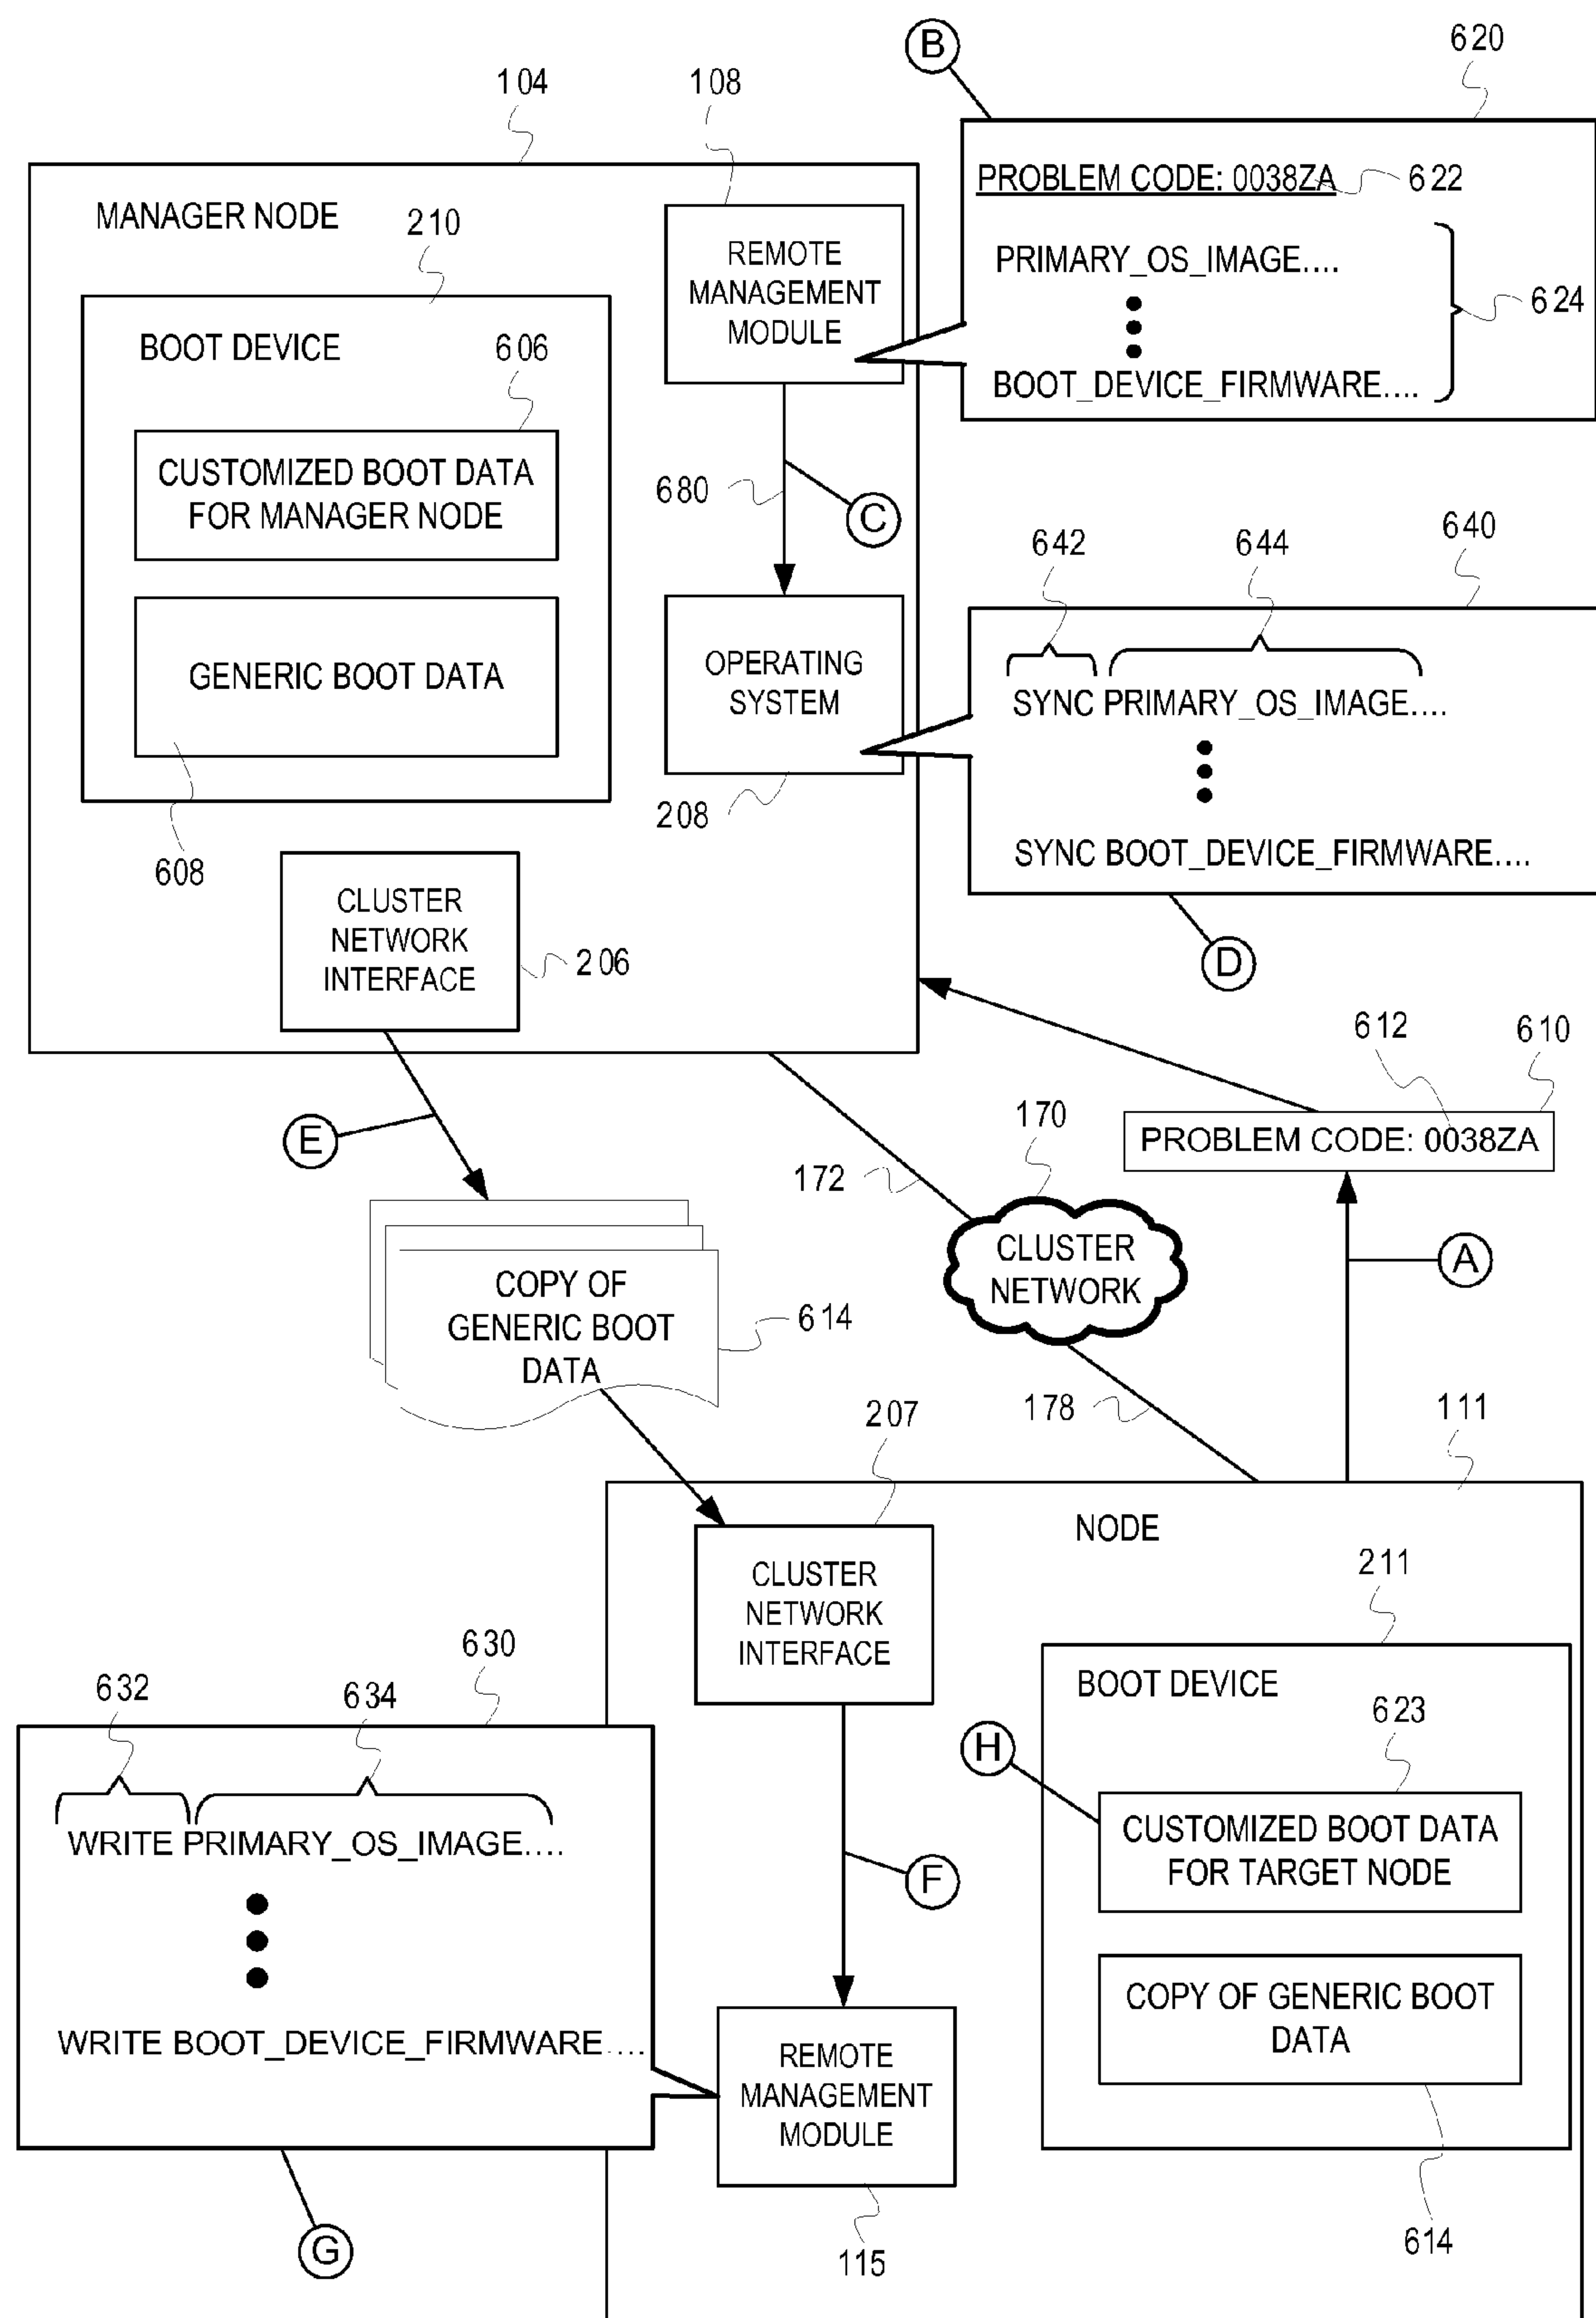 B
620
104
108
PROBLEM CODE: 0038ZA
622
MANAGER NODE
210
REMOTE
MANAGEMENT
MODULE
PRIMARY_OS_IMAGE....
624
BOOT_DEVICE_FIRMWARE....
BOOT DEVICE
606
CUSTOMIZED BOOT DATA
FOR MANAGER NODE
680
C
642
644
640
GENERIC BOOT DATA
OPERATING
SYSTEM
SYNC PRIMARY_OS_IMAGE....
208
SYNC BOOT_DEVICE_FIRMWARE....
608
CLUSTER
NETWORK
INTERFACE
206
D
612
610
E
170
PROBLEM CODE: 0038ZA
172
CLUSTER
NETWORK
A
COPY OF
GENERIC BOOT
DATA
614
207
178
111
NODE
CLUSTER
NETWORK
INTERFACE
211
630
632
634
BOOT DEVICE
623
H
WRITE PRIMARY_OS_IMAGE....
CUSTOMIZED BOOT DATA
FOR TARGET NODE
F
COPY OF GENERIC BOOT
DATA
WRITE BOOT_DEVICE_FIRMWARE....
REMOTE
MANAGEMENT
MODULE
G
115
614